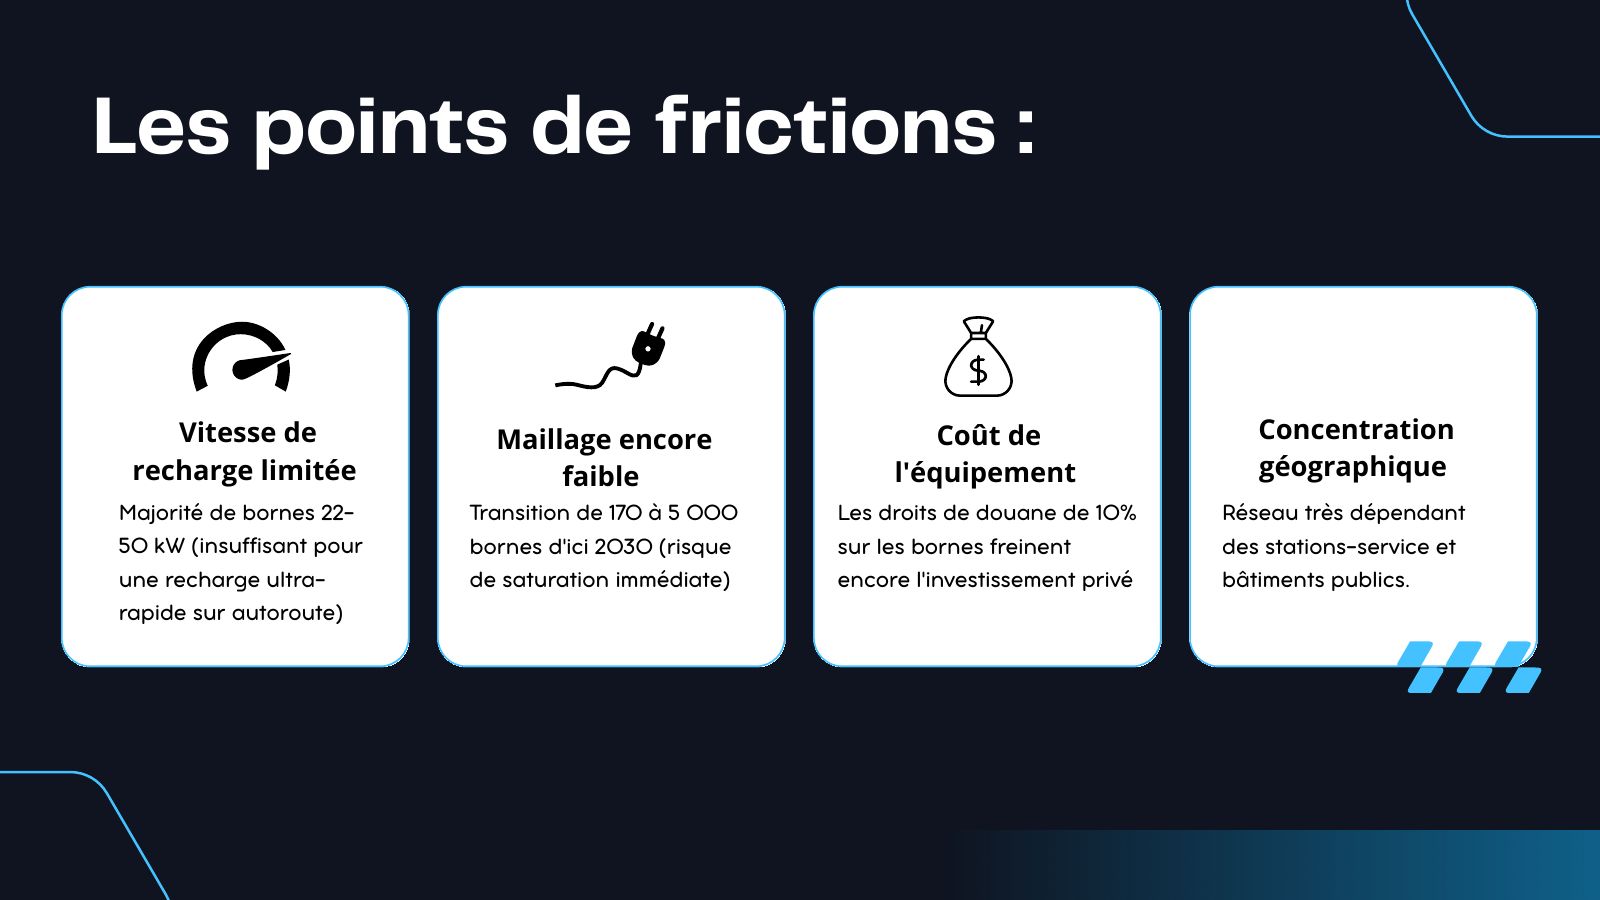 Les points de frictions :
Vitesse de
recharge limitée
Majorité de bornes 22-
50 kW (insuffisant pour
une recharge ultra-
rapide sur autoroute)
Maillage encore
faible
Transition de 170 à 5 000
bornes d'ici 2030 (risque
de saturation immédiate)
$
Coût de
l'équipement
Les droits de douane de 10%
sur les bornes freinent
encore l'investissement privé
Concentration
géographique
Réseau très dépendant
des stations-service et
bâtiments publics.